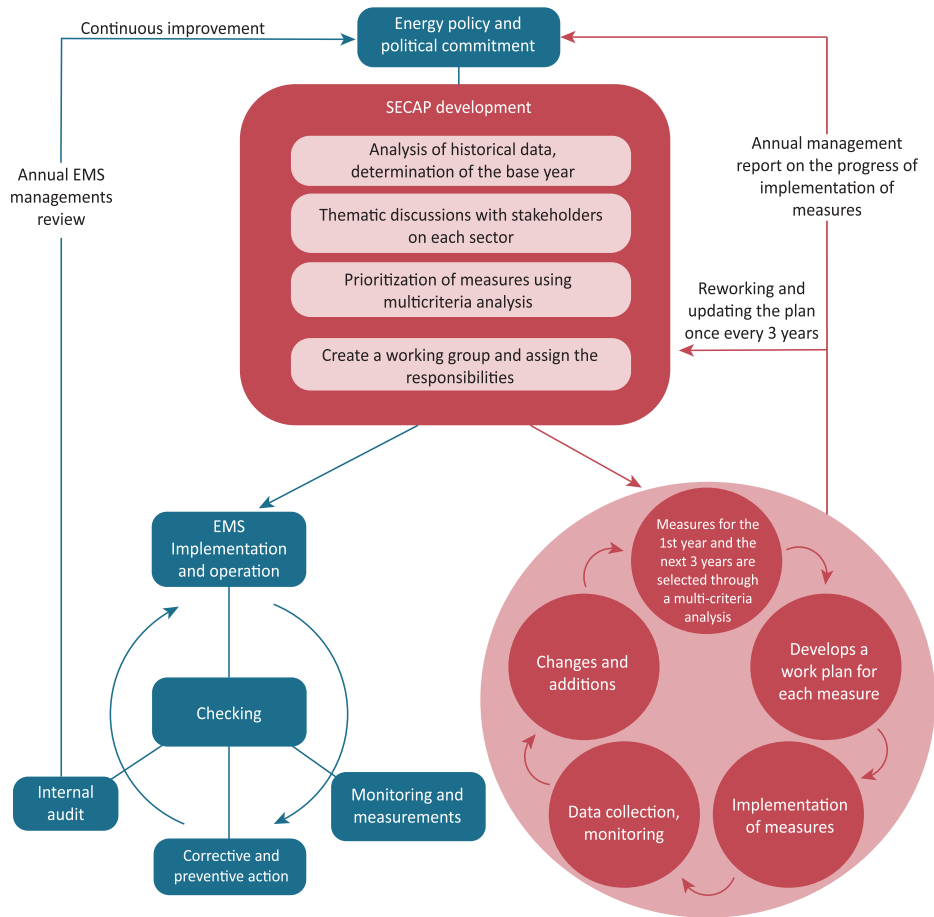 Continuous improvement
Energy policy and
political commitment
SECAP development
Analysis of historical data,
determination of the base year
Thematic discussions with stakeholders
on each sector
Prioritization of measures using
multicriteria analysis
Create a working group and assign the
responsibilities
Annual EMS
managements
review
Annual management
report on the progress of
implementation of
measures
Reworking and
updating the plan
once every 3 years
EMS
Implementation
and operation
Checking
Internal
audit
Monitoring and
measurements
Corrective and
preventive action
Measures for the
1st year and the
next 3 years are
selected through
a multi-criteria
analysis
Develops a
work plan for
each measure
Implementation
of measures
Data collection,
monitoring
Changes and
additions